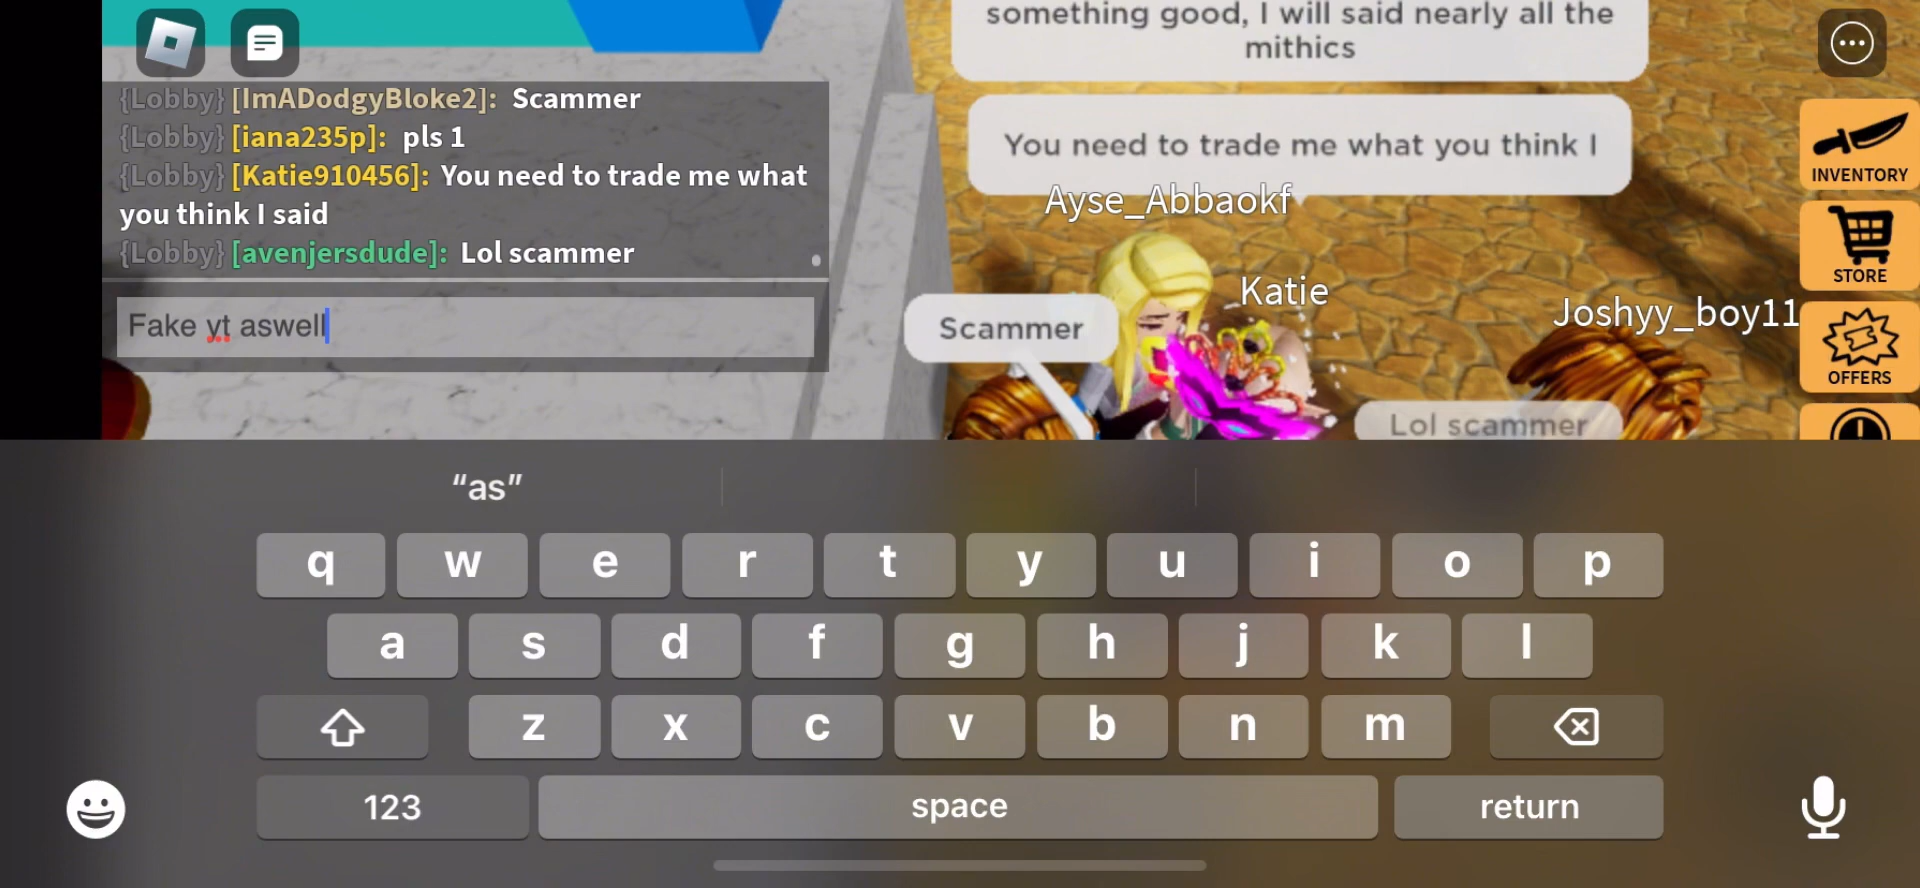 something good, I will said nearly all the
mithics
{Lobby} [ImADodgyBloke2]: Scammer
{Lobby} [iana235p]: pls 1
{Lobby} [Katie910456]: You need to trade me what
you think I said
{Lobby} [avenjersdude]: Lol scammer
Fake yt aswell
You need to trade me what you think I
Ayse_Abbaokf
Katie
Joshyy_boy11
Scammer
Lol scammer
INVENTORY
STORE
OFFERS
“as”
q w e r t y u i o p
a s d f g h j k l
z x c v b n m
123 space return